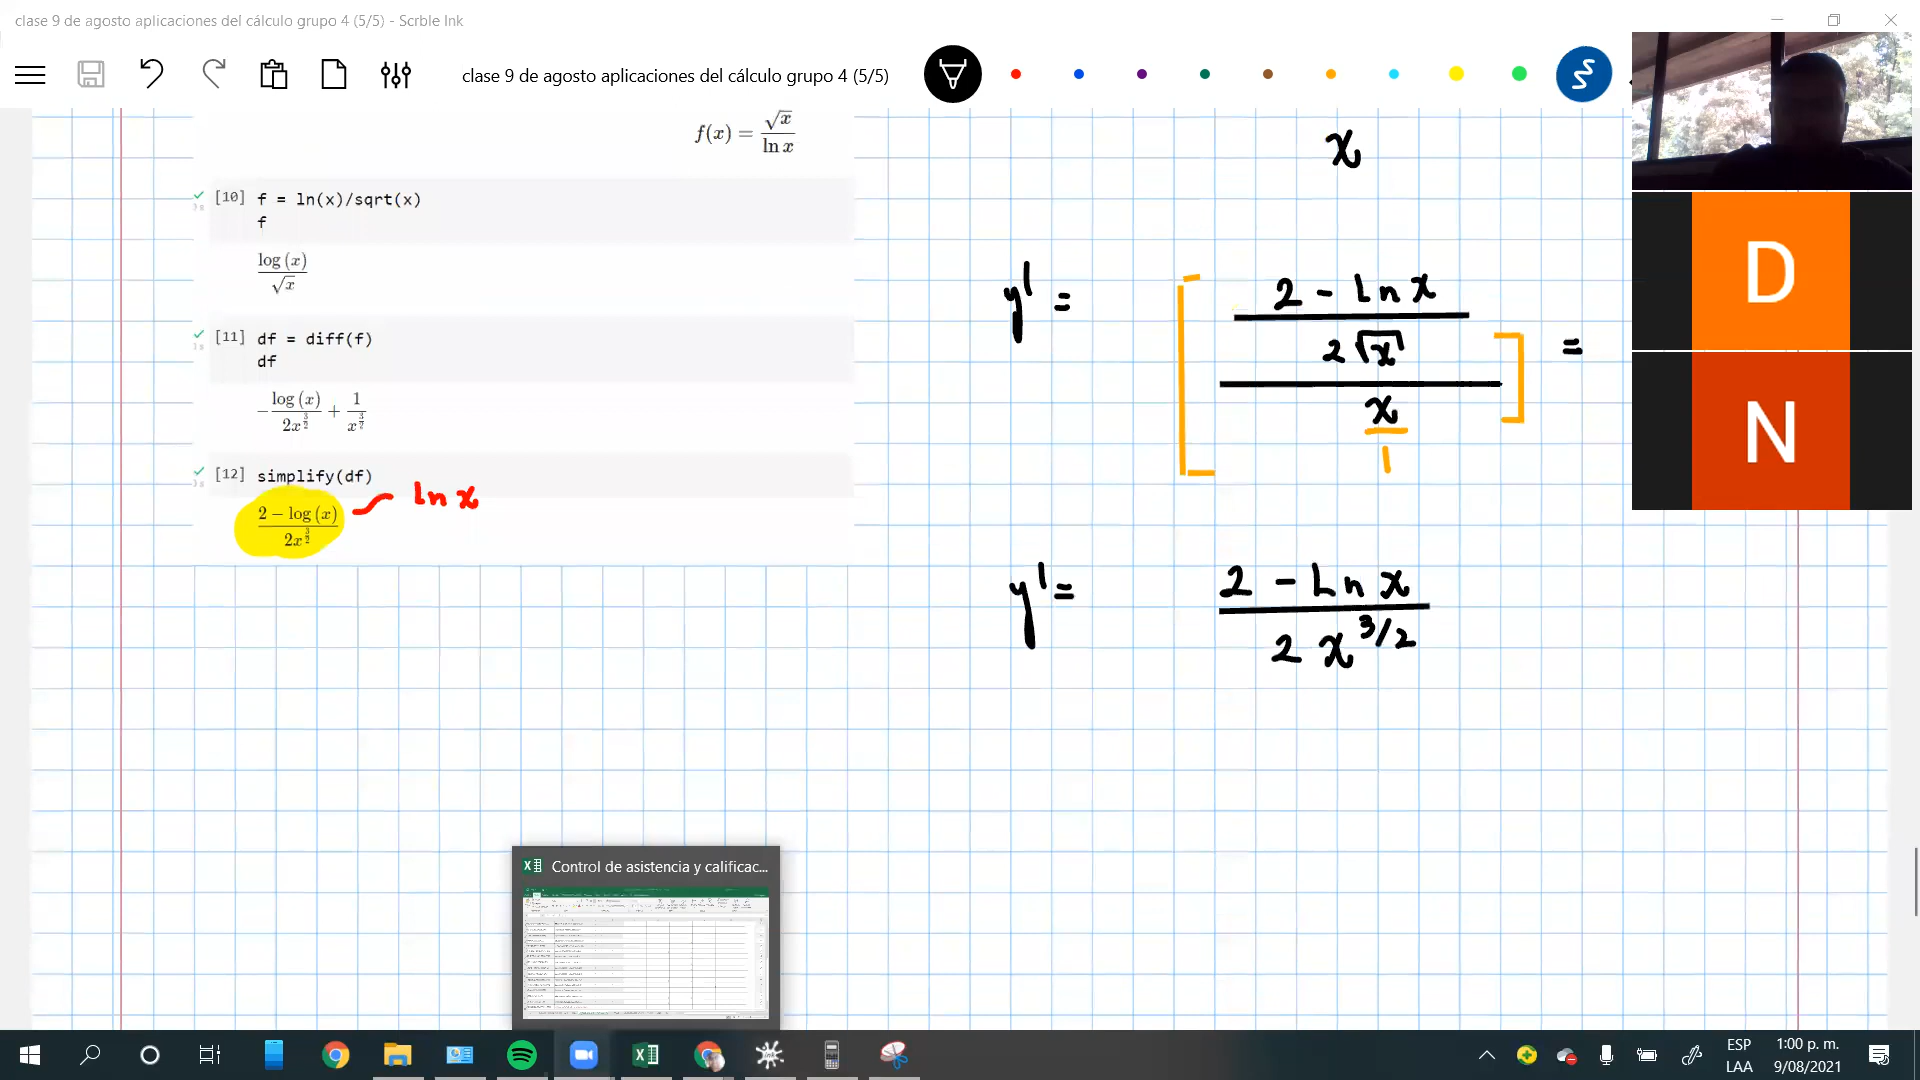 clase 9 de agosto aplicaciones del cálculo grupo 4 (5/5) - Scrble Ink
clase 9 de agosto aplicaciones del cálculo grupo 4 (5/5)
f(x) = √x / ln x
[10] f = ln(x)/sqrt(x)
f
log (x) / √x
[11] df = diff(f)
df
- log (x) / 2x^(3/2) + 1 / x^(3/2)
[12] simplify(df)
2 - log (x) / 2x^(3/2)
ln x
x
y' =
2 - Ln x
2 √x
x
1
=
y' =
2 - Ln x
2 x^3/2
D
N
Control de asistencia y calificac...
ESP
LAA
1:00 p. m.
9/08/2021